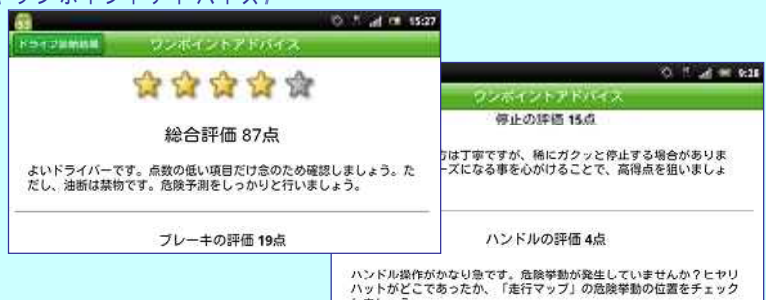 ワンポイントアドバイス
15:27
ドライブ診断結果
ワンポイントアドバイス
総合評価 87点
よいドライバーです。点数の低い項目だけ念のため確認しましょう。た
だし、油断は禁物です。危険予測をしっかりと行いましょう。
ブレーキの評価 19点
9:28
ワンポイントアドバイス
停止の評価 15点
方は丁寧ですが、稀にガクッと停止する場合がありま
ーズになる事を心がけることで、高得点を狙いましょ
ハンドルの評価 4点
ハンドル操作がかなり急です。危険挙動が発生していませんか？ヒヤリ
ハットがどこであったか、「走行マップ」の危険挙動の位置をチェック